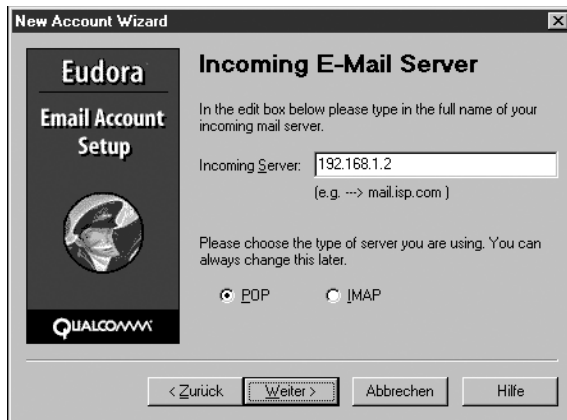 New Account Wizard
Eudora
Email Account
Setup
QUALCOMM
Incoming E-Mail Server
In the edit box below please type in the full name of your
incoming mail server.
Incoming Server: 192.168.1.2
(e.g. ---> mail.isp.com )
Please choose the type of server you are using. You can
always change this later.
POP IMAP
< Zurück Weiter > Abbrechen Hilfe